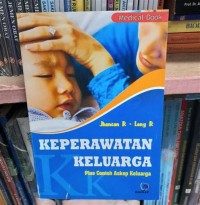 Medical Book
Jhonson R. - Leny R
KEPERAWATAN
KELUARGA
Plus Contoh Askep Keluarga